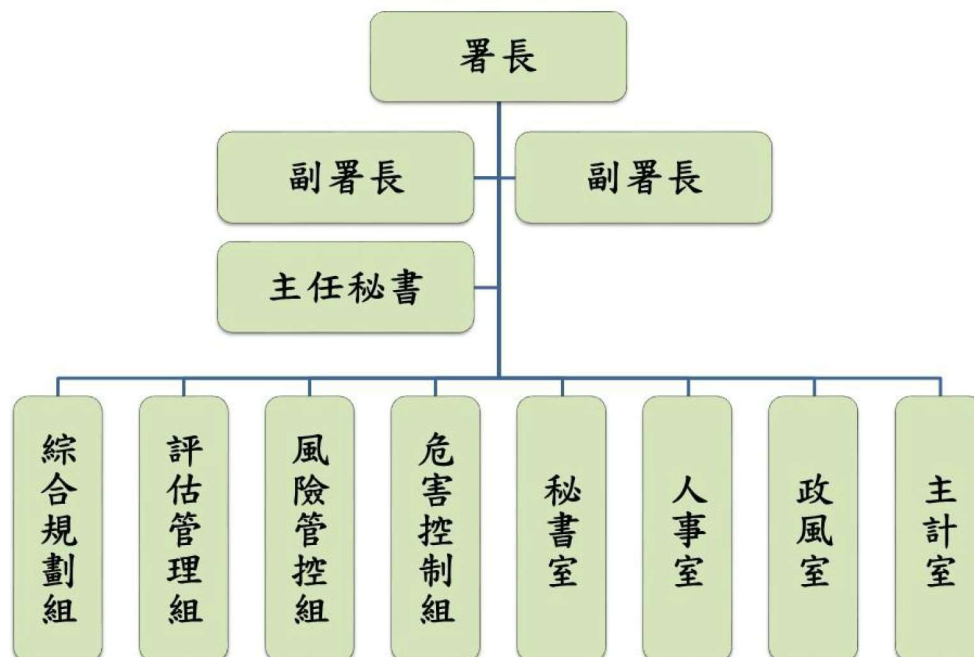 署長
副署長
副署長
主任秘書
綜合規劃組
評估管理組
風險管控組
危害控制組
秘書室
人事室
政風室
主計室